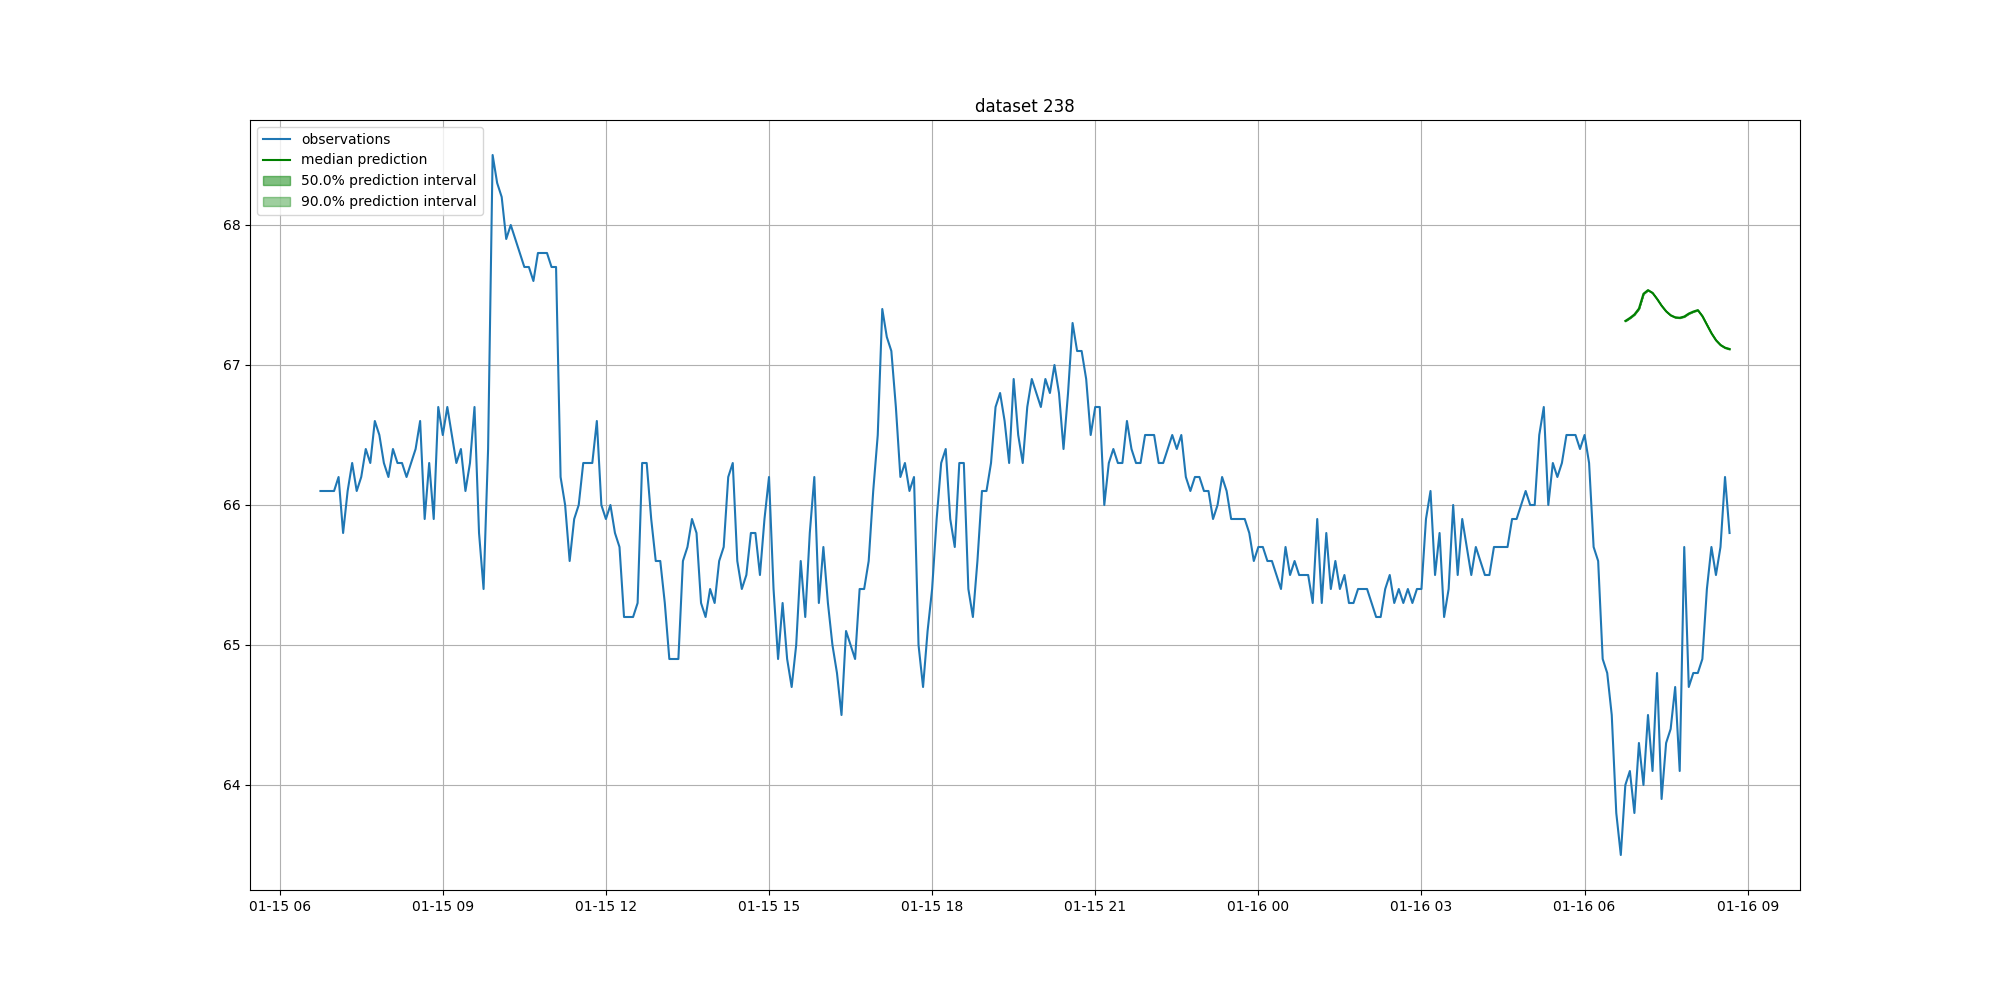 dataset 238
observations
median prediction
50.0% prediction interval
90.0% prediction interval
68
67
66
65
64
01-15 06 01-15 09 01-15 12 01-15 15 01-15 18 01-15 21 01-16 00 01-16 03 01-16 06 01-16 09